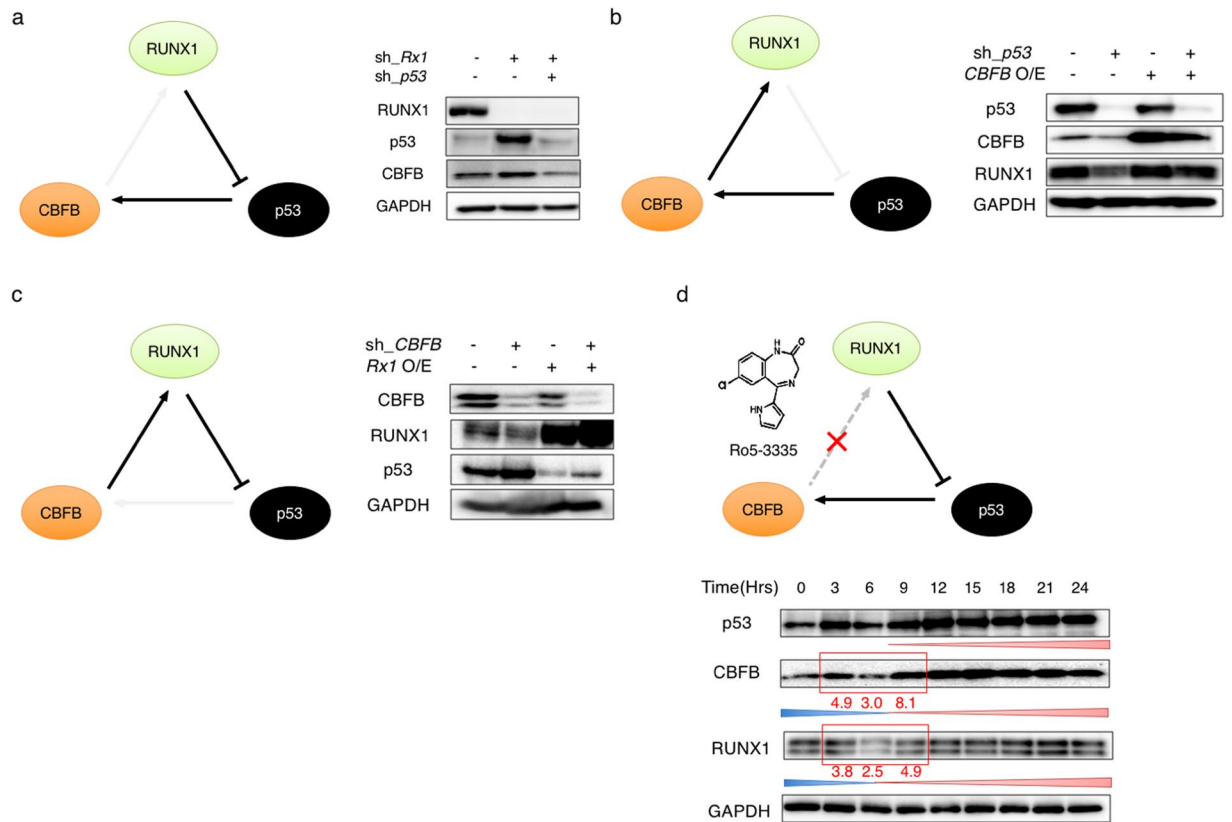 a
RUNX1
CBFB
p53
sh_Rx1 - + +
sh_p53 - - +
RUNX1
p53
CBFB
GAPDH
b
RUNX1
CBFB
p53
sh_p53 - + - +
CBFB O/E - - + +
p53
CBFB
RUNX1
GAPDH
c
RUNX1
CBFB
p53
sh_CBFB - + - +
Rx1 O/E - - + +
CBFB
RUNX1
p53
GAPDH
d
H
N
O
Cl
N
HN
Ro5-3335
RUNX1
CBFB
p53
Time(Hrs) 0 3 6 9 12 15 18 21 24
p53
CBFB
4.9 3.0 8.1
RUNX1
3.8 2.5 4.9
GAPDH